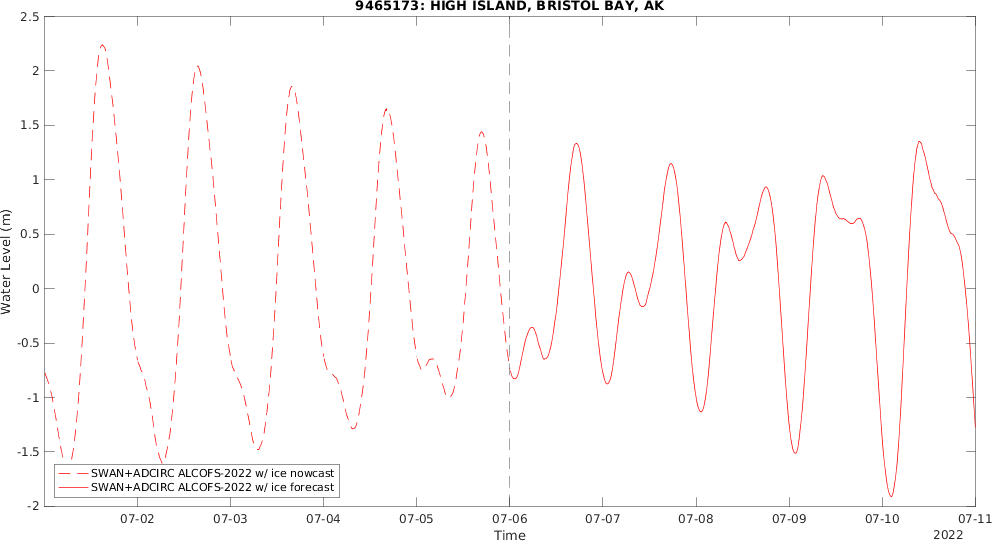 9465173: HIGH ISLAND, BRISTOL BAY, AK
2.5
2
1.5
1
0.5
0
-0.5
-1
-1.5
-2
Water Level (m)
SWAN+ADCIRC ALCOFS-2022 w/ ice nowcast
SWAN+ADCIRC ALCOFS-2022 w/ ice forecast
07-02 07-03 07-04 07-05 07-06 07-07 07-08 07-09 07-10 07-11
Time
2022